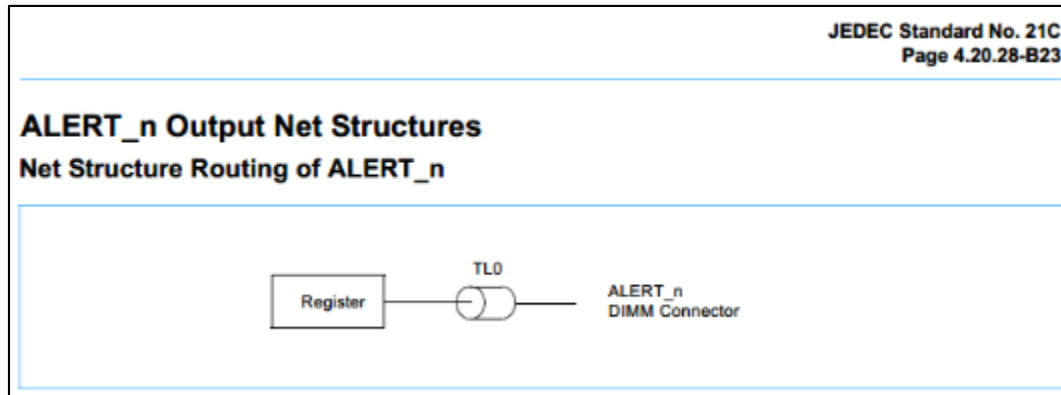 JEDEC Standard No. 21C
Page 4.20.28-B23
ALERT_n Output Net Structures
Net Structure Routing of ALERT_n
TL0
Register
ALERT_n
DIMM Connector